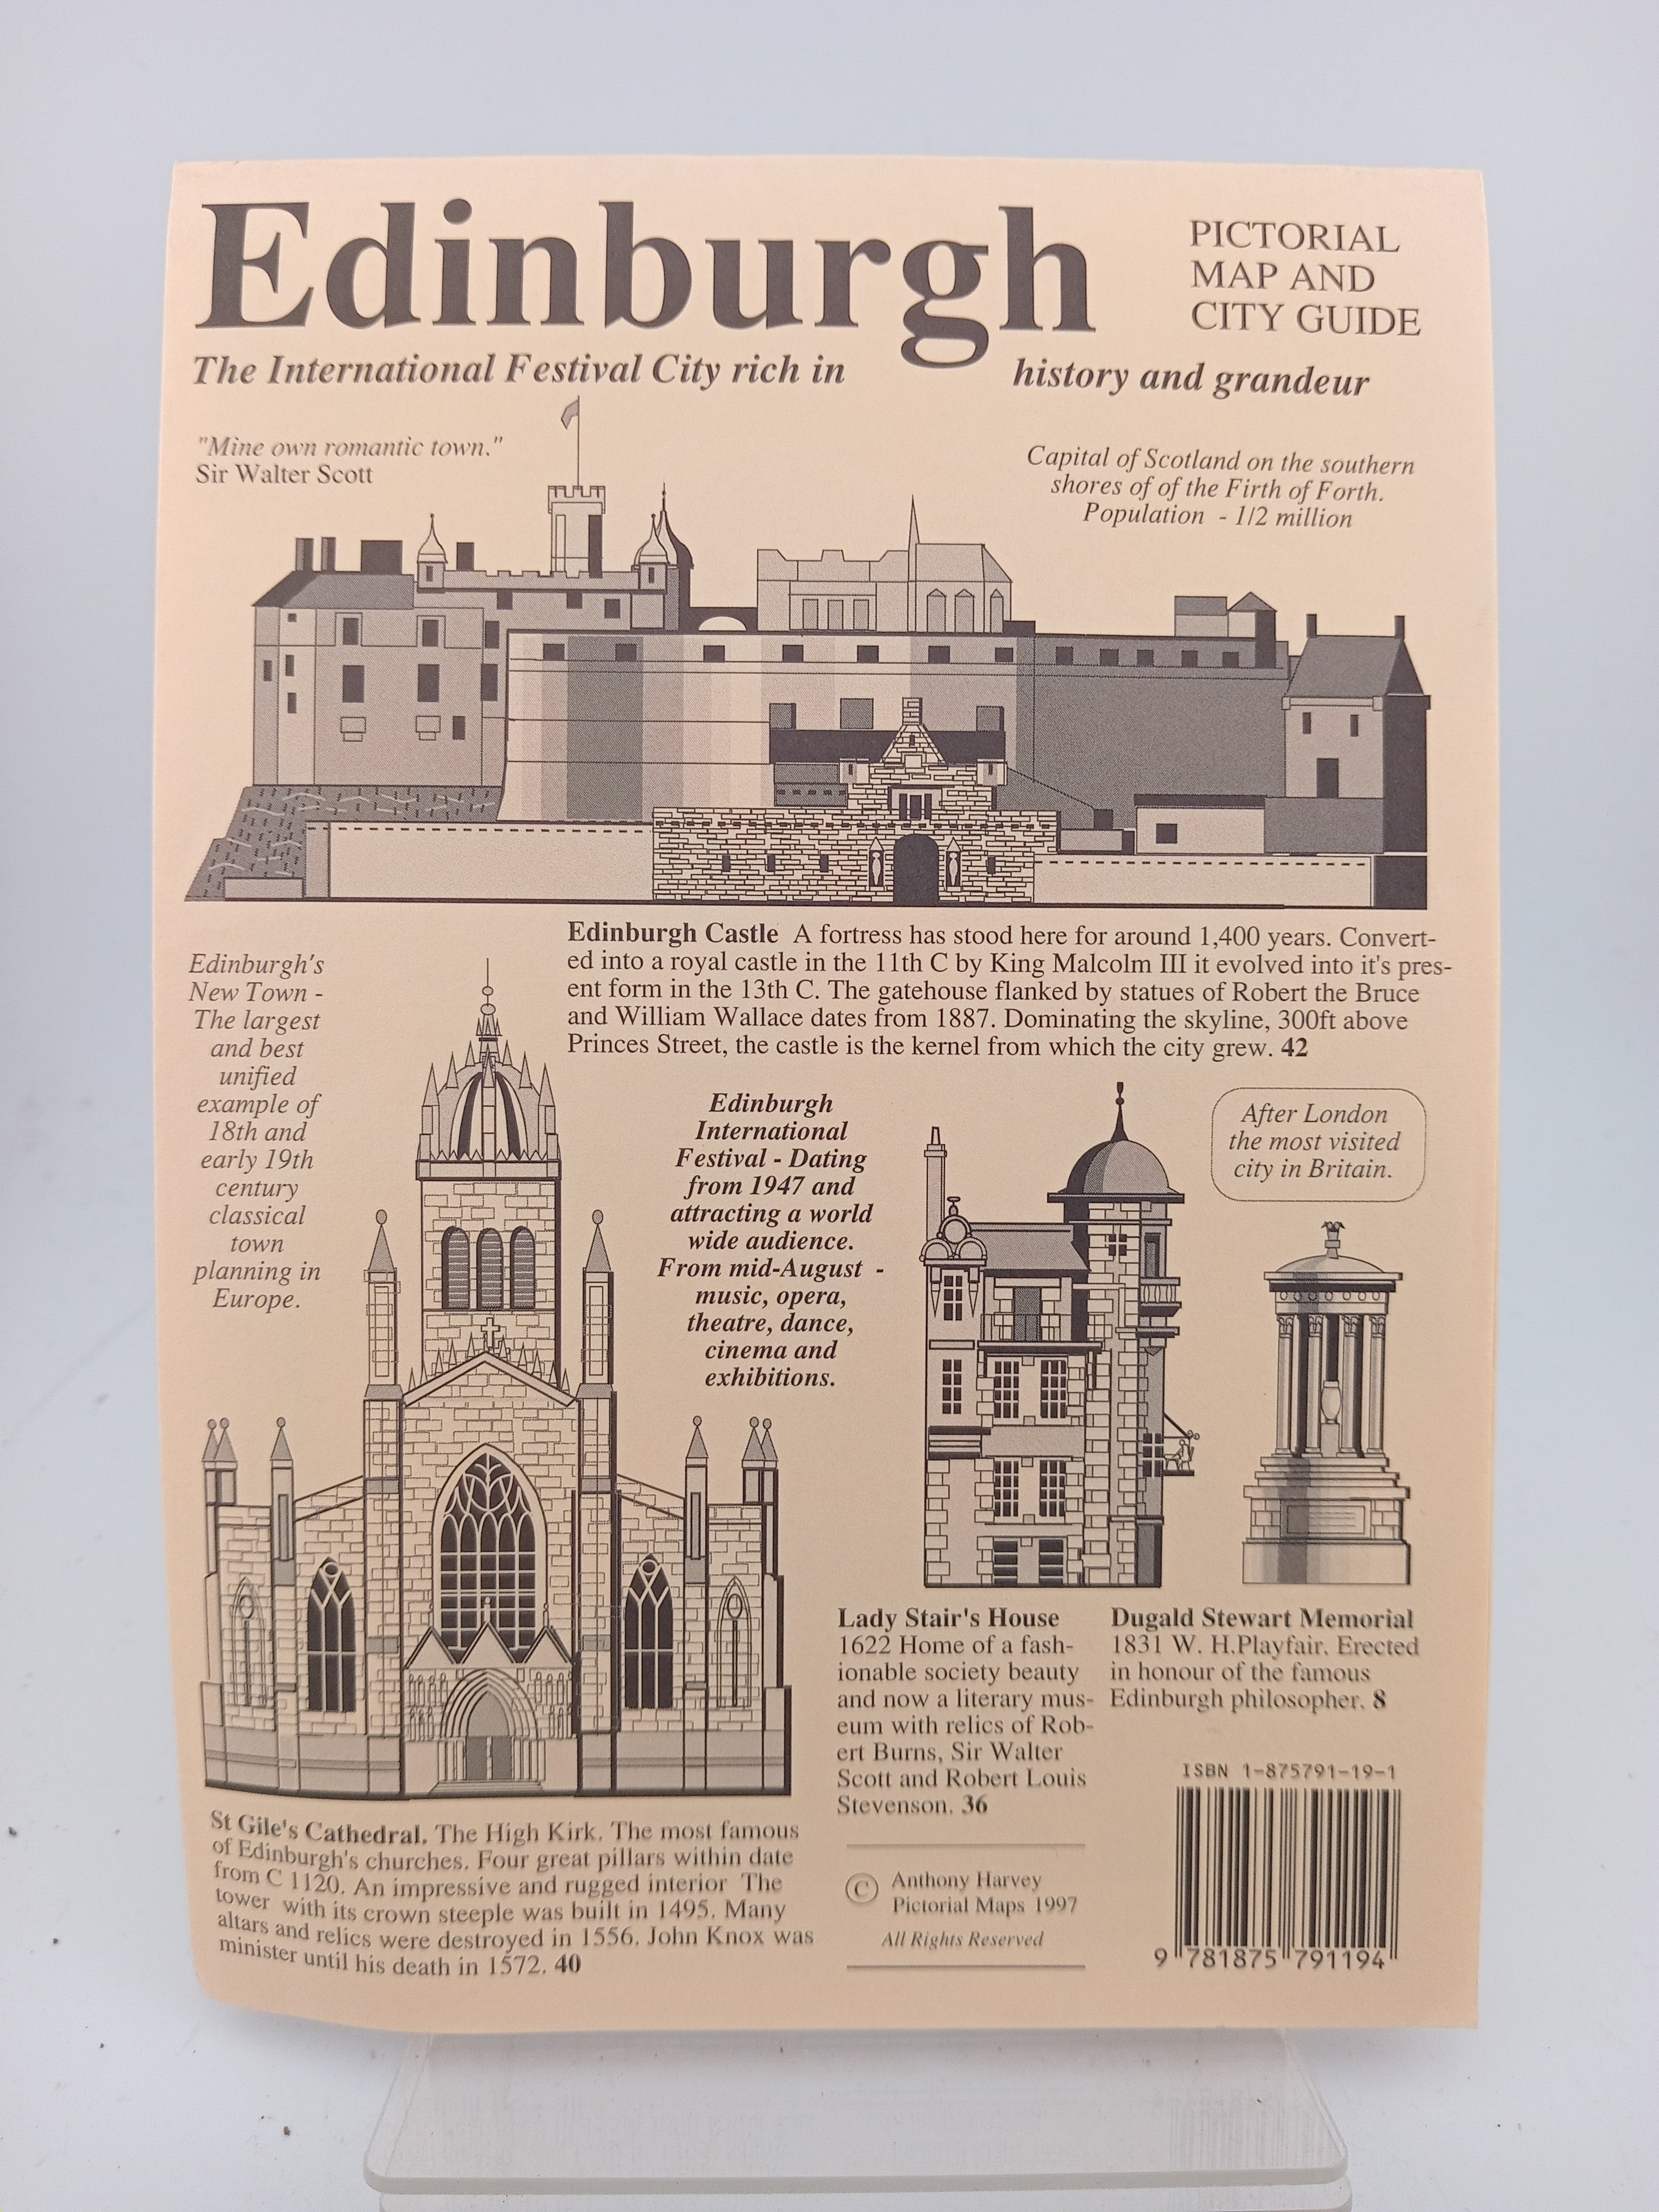 Edinburgh
PICTORIAL
MAP AND
CITY GUIDE
The International Festival City rich in history and grandeur
"Mine own romantic town."
Sir Walter Scott
Capital of Scotland on the southern
shores of of the Firth of Forth.
Population - 1/2 million
Edinburgh Castle A fortress has stood here for around 1,400 years. Convert-
ed into a royal castle in the 11th C by King Malcolm III it evolved into it's pres-
ent form in the 13th C. The gatehouse flanked by statues of Robert the Bruce
and William Wallace dates from 1887. Dominating the skyline, 300ft above
Princes Street, the castle is the kernel from which the city grew. 42
Edinburgh's
New Town -
The largest
and best
unified
example of
18th and
early 19th
century
classical
town
planning in
Europe.
Edinburgh
International
Festival - Dating
from 1947 and
attracting a world
wide audience.
From mid-August -
music, opera,
theatre, dance,
cinema and
exhibitions.
After London
the most visited
city in Britain.
Lady Stair's House
1622 Home of a fash-
ionable society beauty
and now a literary mus-
eum with relics of Rob-
ert Burns, Sir Walter
Scott and Robert Louis
Stevenson. 36
Dugald Stewart Memorial
1831 W. H.Playfair. Erected
in honour of the famous
Edinburgh philosopher. 8
St Gile's Cathedral. The High Kirk. The most famous
of Edinburgh's churches. Four great pillars within date
from C 1120. An impressive and rugged interior The
tower with its crown steeple was built in 1495. Many
altars and relics were destroyed in 1556. John Knox was
minister until his death in 1572. 40
© Anthony Harvey
Pictorial Maps 1997
All Rights Reserved
ISBN 1-875791-19-1
9 781875 791194